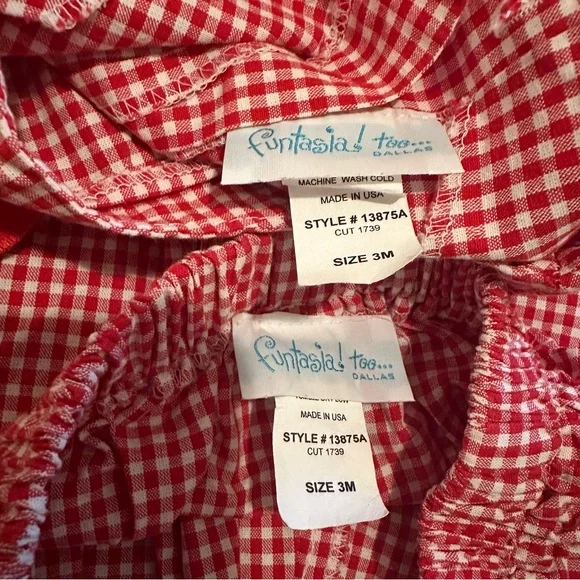 Funtasia! too...
DALLAS
MACHINE WASH COLD
MADE IN USA
STYLE # 13875A
CUT 1739
SIZE 3M
Funtasia! too...
DALLAS
MADE IN USA
STYLE # 13875A
CUT 1739
SIZE 3M